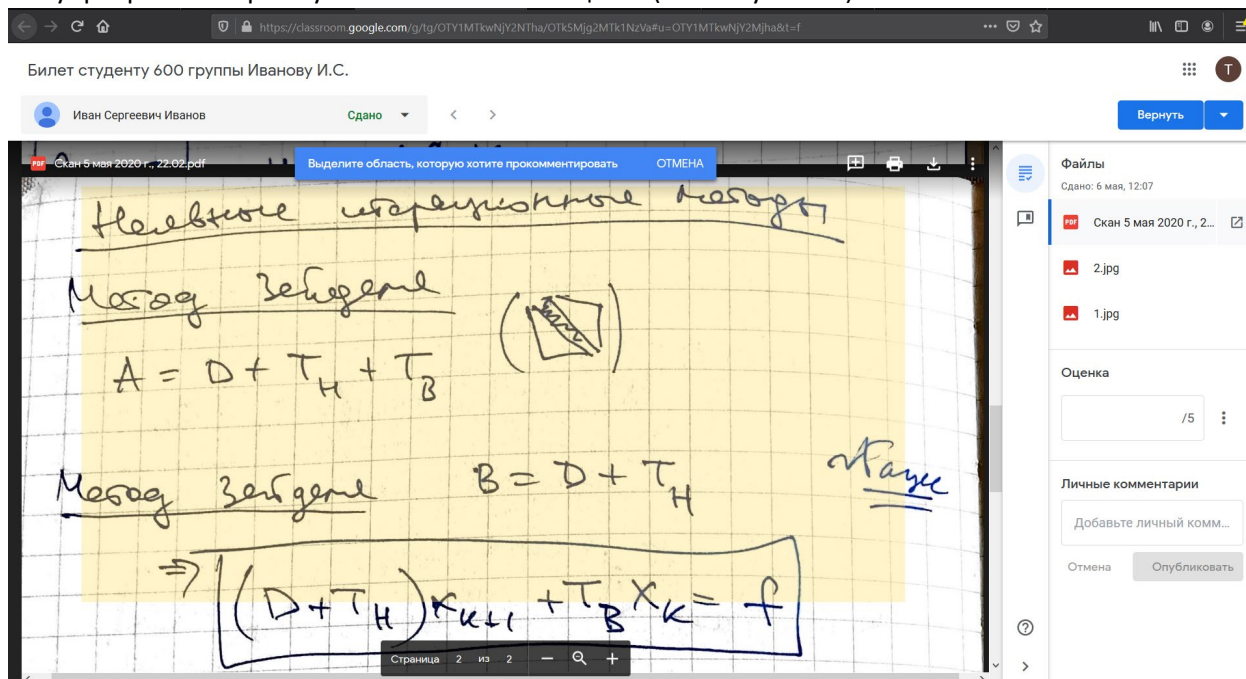 https://classroom.google.com/g/tg/OTY1MTkwNjY2NTha/OTk5Mjg2MTk1NzVa#u=OTY1MTkwNjY2Mjha&t=f
Билет студенту 600 группы Иванову И.С.
T
Иван Сергеевич Иванов
Сдано
Вернуть
PDF Скан 5 мая 2020 г., 22.02.pdf
Выделите область, которую хотите прокомментировать ОТМЕНА
Неявные итерационные методы
Метод Зейделя
A = D + T_H + T_B
Метод Зейделя B = D + T_H
⇒ (D + T_H) x_{k+1} + T_B x_k = f
Страница 2 из 2
Файлы
Сдано: 6 мая, 12:07
PDF Скан 5 мая 2020 г., 2...
2.jpg
1.jpg
Оценка
/5
Личные комментарии
Добавьте личный комм...
Отмена Опубликовать